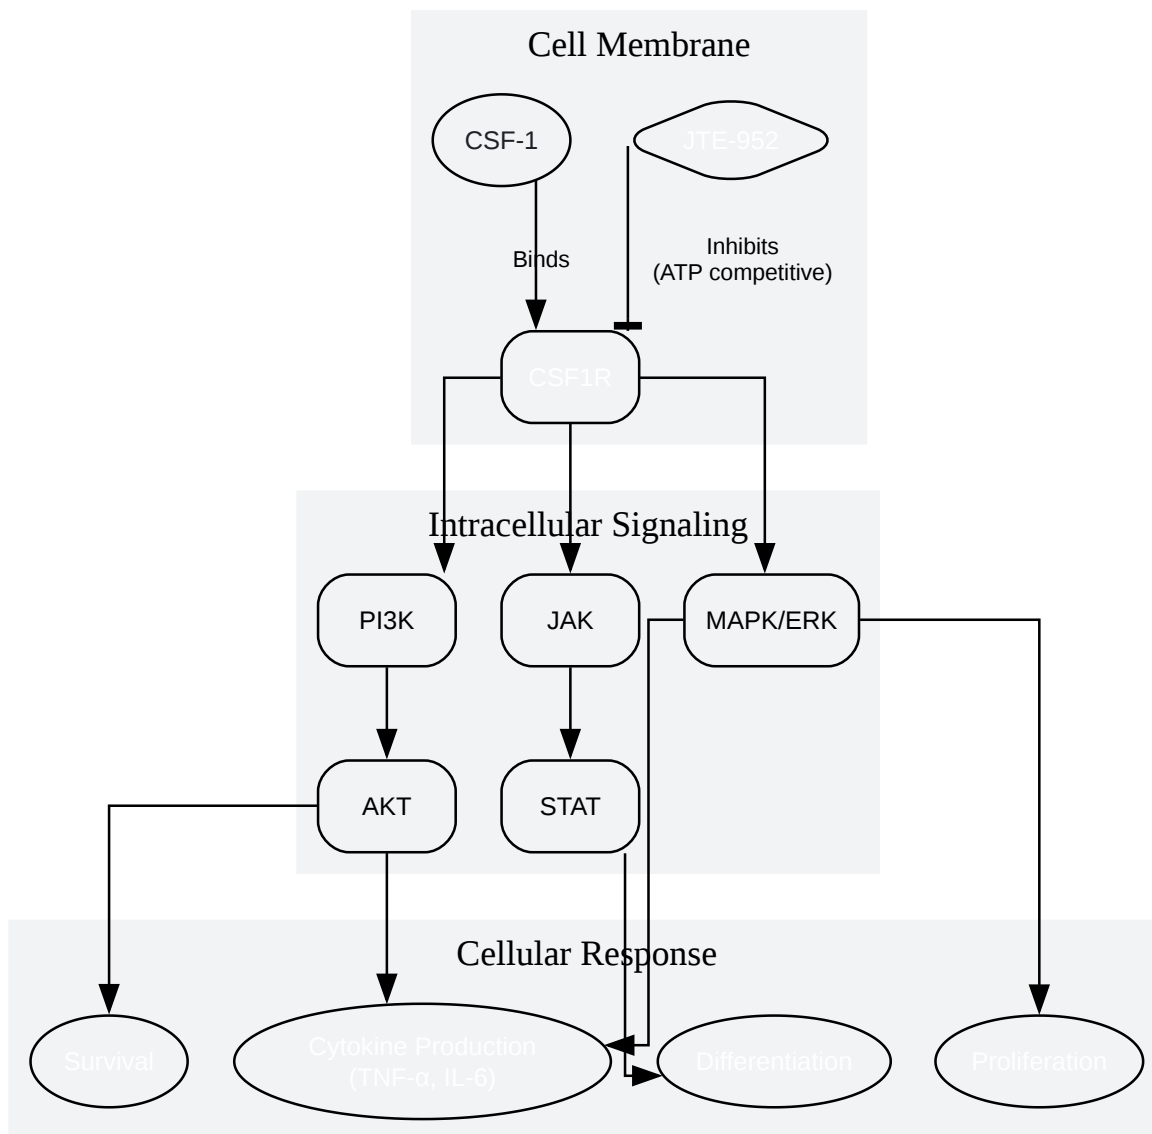 Cell Membrane
CSF-1
JTE-952
Binds
Inhibits
(ATP competitive)
CSF1R
Intracellular Signaling
PI3K
JAK
MAPK/ERK
AKT
STAT
Cellular Response
Survival
Cytokine Production
(TNF-α, IL-6)
Differentiation
Proliferation